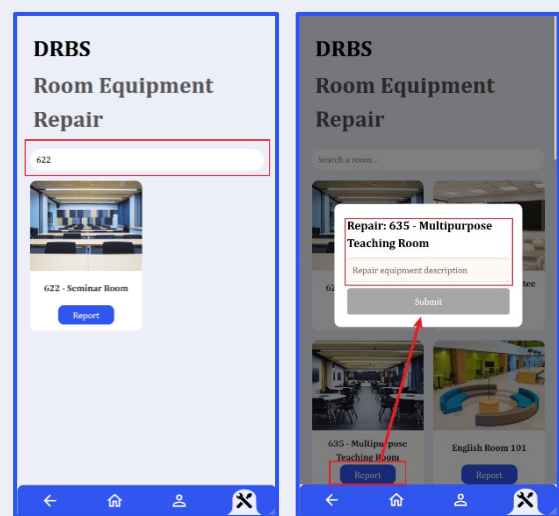 DRBS
Room Equipment
Repair
622
622 - Seminar Room
Report
DRBS
Room Equipment
Repair
Search a room...
Repair: 635 - Multipurpose
Teaching Room
Repair equipment description
Submit
635 - Multipurpose
Teaching Room
Report
English Room 101
Report